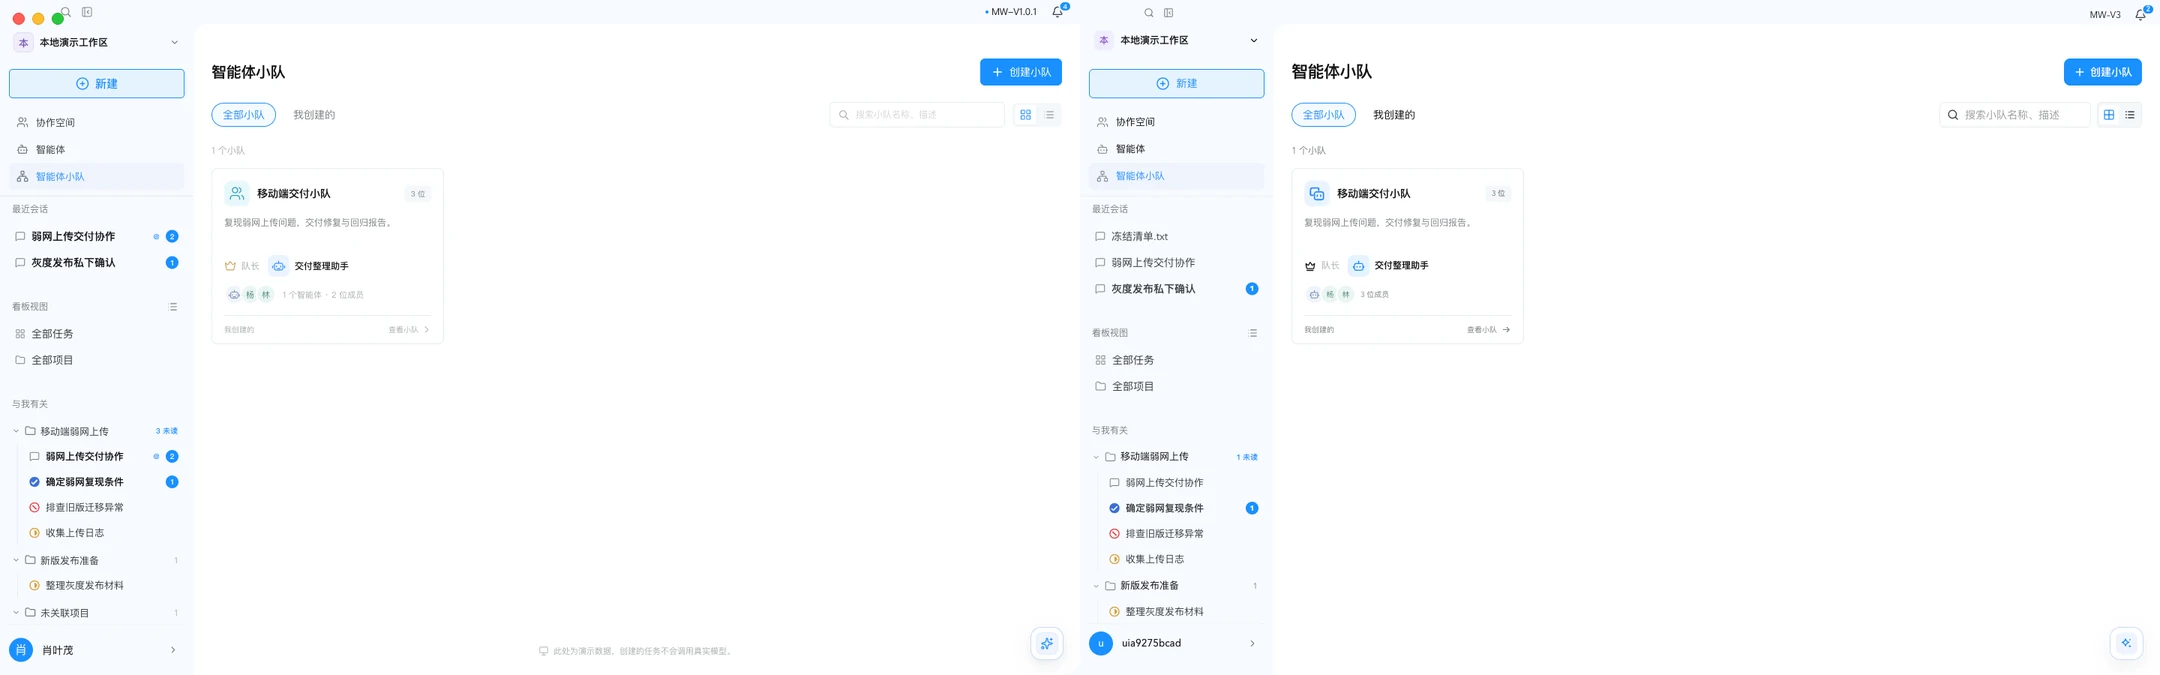 MW-V1.0.1
4
本 本地演示工作区
新建
协作空间
智能体
智能体小队
最近会话
弱网上传交付协作 @ 2
灰度发布私下确认 1
看板视图
全部任务
全部项目
与我有关
移动端弱网上传 3 未读
弱网上传交付协作 @ 2
确定弱网复现条件 1
排查旧版迁移异常
收集上传日志
新版发布准备 1
整理灰度发布材料
未关联项目 1
肖 肖叶茂
智能体小队
创建小队
全部小队 我创建的
搜索小队名称、描述
1 个小队
移动端交付小队 3 位
复现弱网上传问题，交付修复与回归报告。
队长 交付整理助手
杨 林 1 个智能体 · 2 位成员
我创建的 查看小队
此处为演示数据，创建的任务不会调用真实模型。
MW-V3
2
本 本地演示工作区
新建
协作空间
智能体
智能体小队
最近会话
冻结清单.txt
弱网上传交付协作
灰度发布私下确认 1
看板视图
全部任务
全部项目
与我有关
移动端弱网上传 1 未读
弱网上传交付协作
确定弱网复现条件 1
排查旧版迁移异常
收集上传日志
新版发布准备 1
整理灰度发布材料
u uia9275bcad
智能体小队
创建小队
全部小队 我创建的
搜索小队名称、描述
1 个小队
移动端交付小队 3 位
复现弱网上传问题，交付修复与回归报告。
队长 交付整理助手
杨 林 3 位成员
我创建的 查看小队